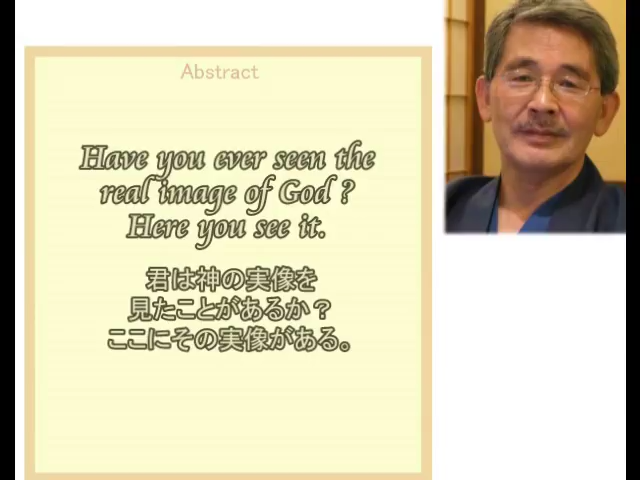 Abstract
Have you ever seen the
real image of God ?
Here you see it.
君は神の実像を
見たことがあるか？
ここにその実像がある。